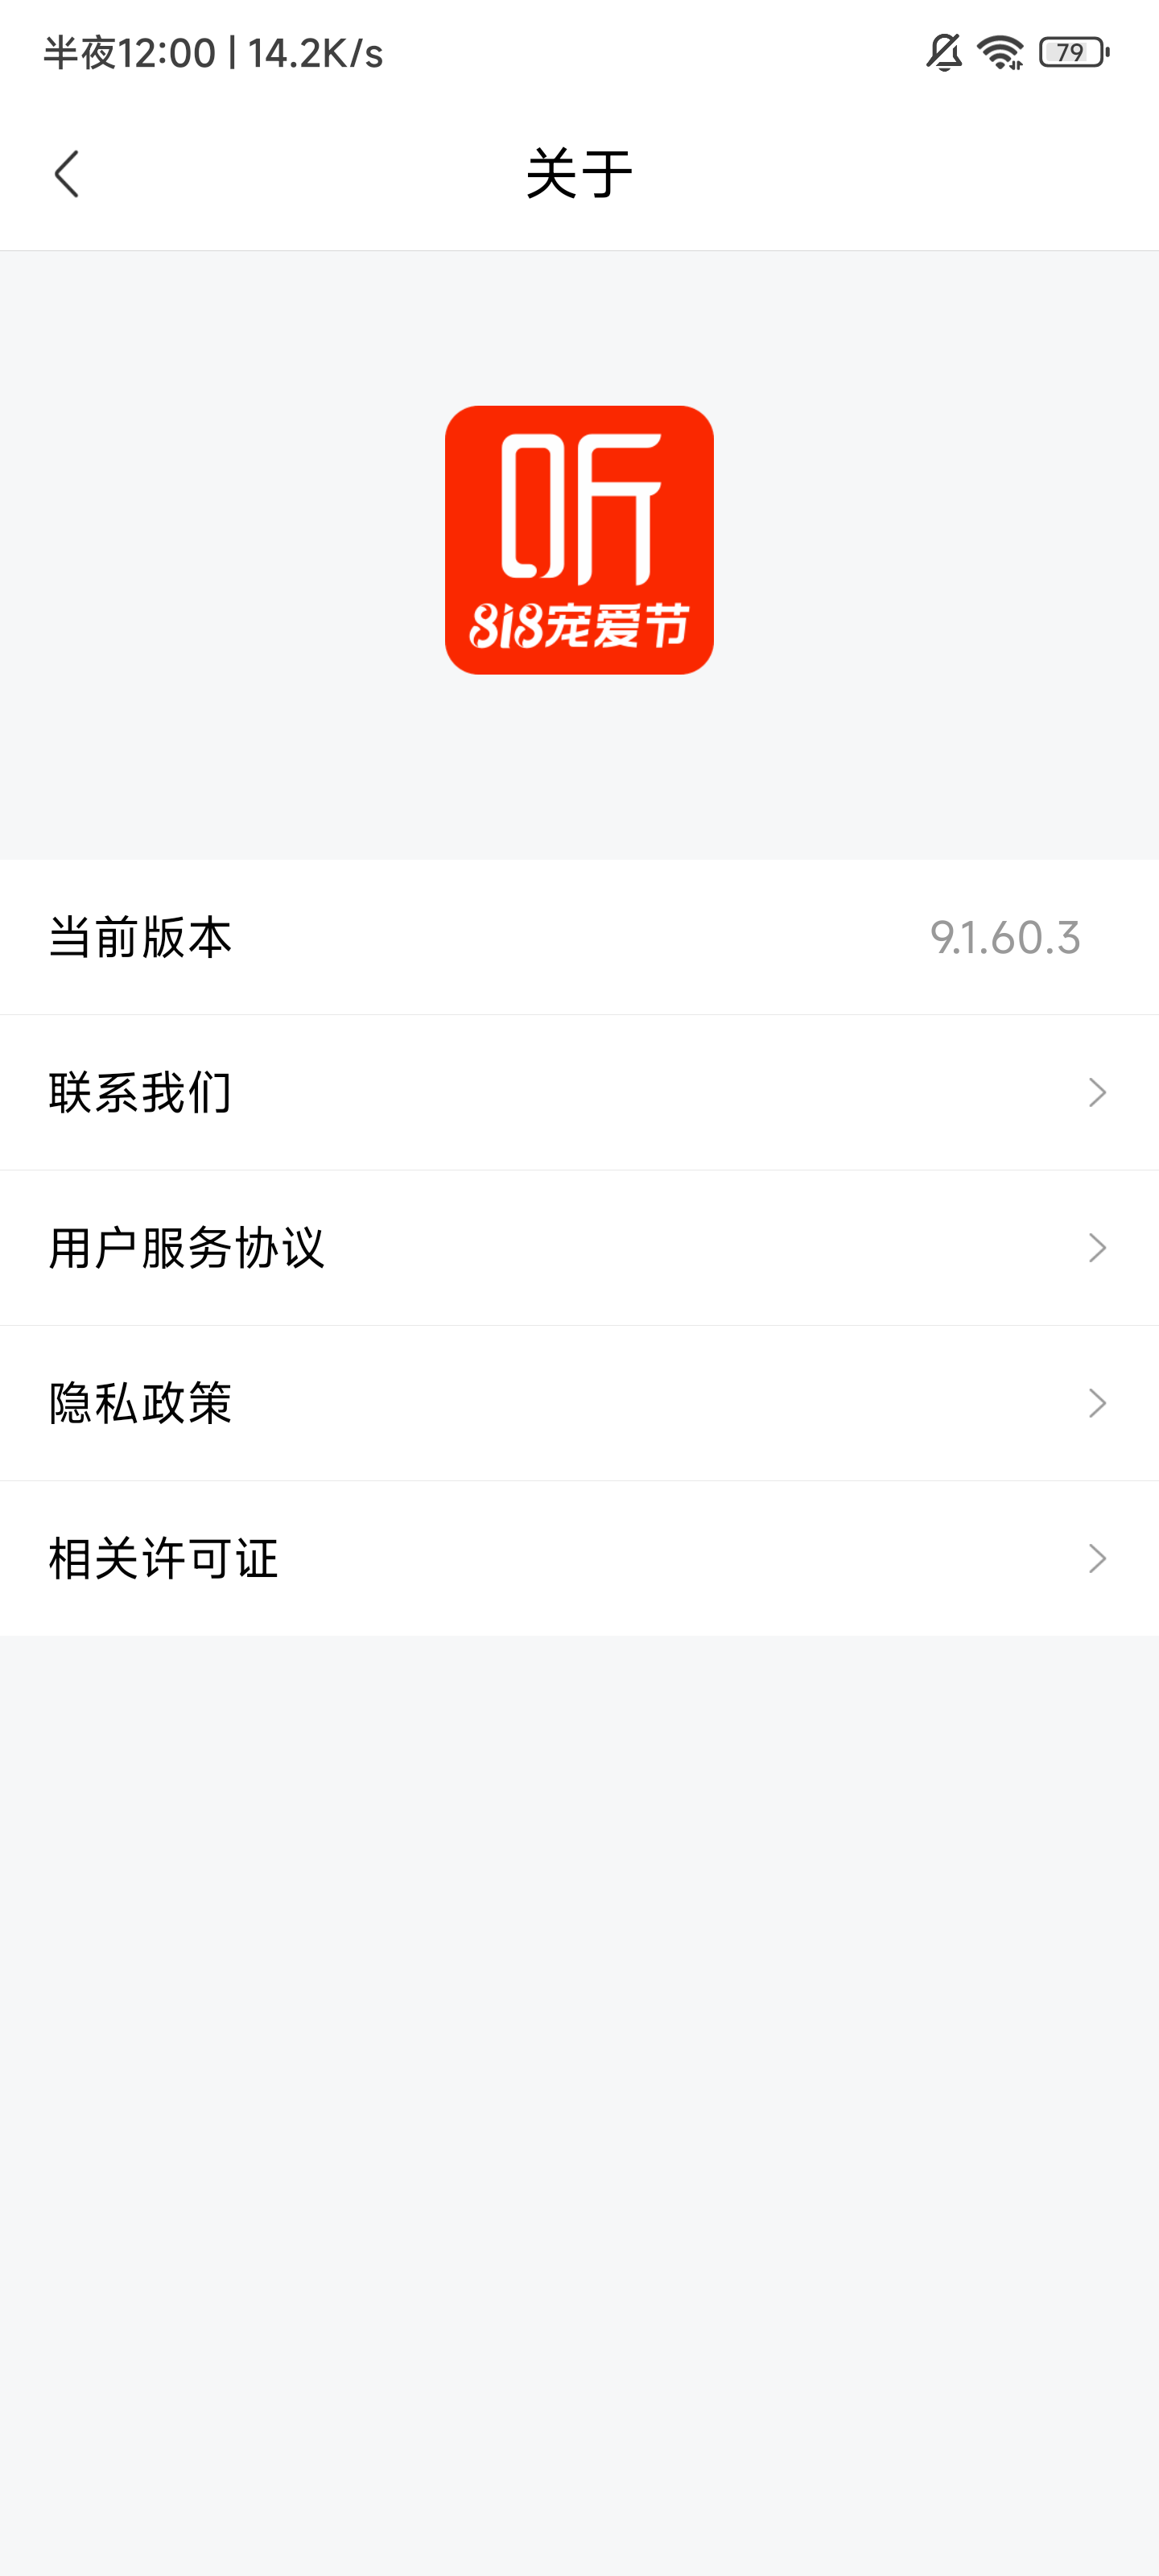 半夜12:00 | 14.2K/s
79
关于
听
818宠爱节
当前版本 9.1.60.3
联系我们
用户服务协议
隐私政策
相关许可证